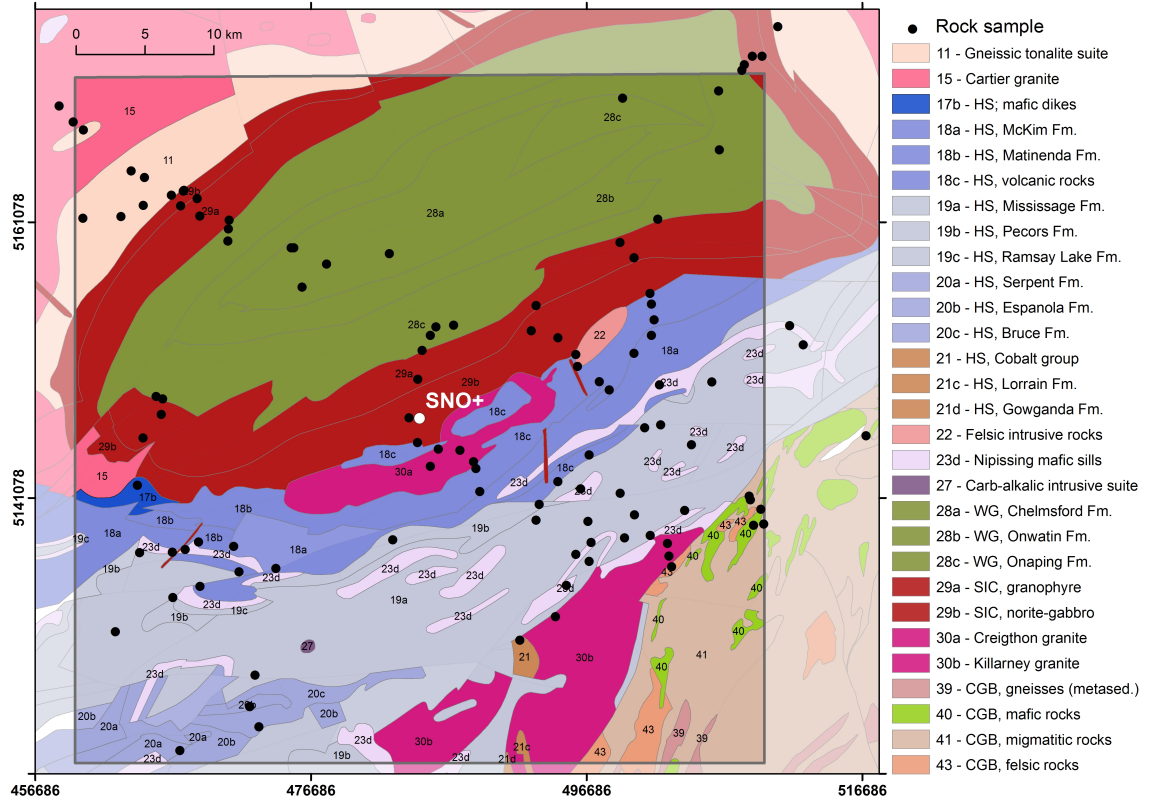 0 5 10 km
15
11
29b
29a
28c
28b
28a
28c
29a
29b
22
18a
23d
23d
23d
SNO+
18c
18c
18c
30a
29b
15
17b
18b
18b
18a
18b
18a
19c
19b
23d
23d
23d
23d
19c
19b
19b
19a
23d
23d
23d
23d
23d
23d
23d
23d
23d
23d
23d
23d
43
43
40
40
40
40
40
40
40
41
27
21
30b
30b
23d
20c
20b
20b
20b
20a
20a
20a
20b
23d
23d
19b
23d
21c
21d
43
43
39
39
5161078
5141078
456686
476686
496686
516686
Rock sample
11 - Gneissic tonalite suite
15 - Cartier granite
17b - HS; mafic dikes
18a - HS, McKim Fm.
18b - HS, Matinenda Fm.
18c - HS, volcanic rocks
19a - HS, Mississage Fm.
19b - HS, Pecors Fm.
19c - HS, Ramsay Lake Fm.
20a - HS, Serpent Fm.
20b - HS, Espanola Fm.
20c - HS, Bruce Fm.
21 - HS, Cobalt group
21c - HS, Lorrain Fm.
21d - HS, Gowganda Fm.
22 - Felsic intrusive rocks
23d - Nipissing mafic sills
27 - Carb-alkalic intrusive suite
28a - WG, Chelmsford Fm.
28b - WG, Onwatin Fm.
28c - WG, Onaping Fm.
29a - SIC, granophyre
29b - SIC, norite-gabbro
30a - Creigthon granite
30b - Killarney granite
39 - CGB, gneisses (metased.)
40 - CGB, mafic rocks
41 - CGB, migmatitic rocks
43 - CGB, felsic rocks